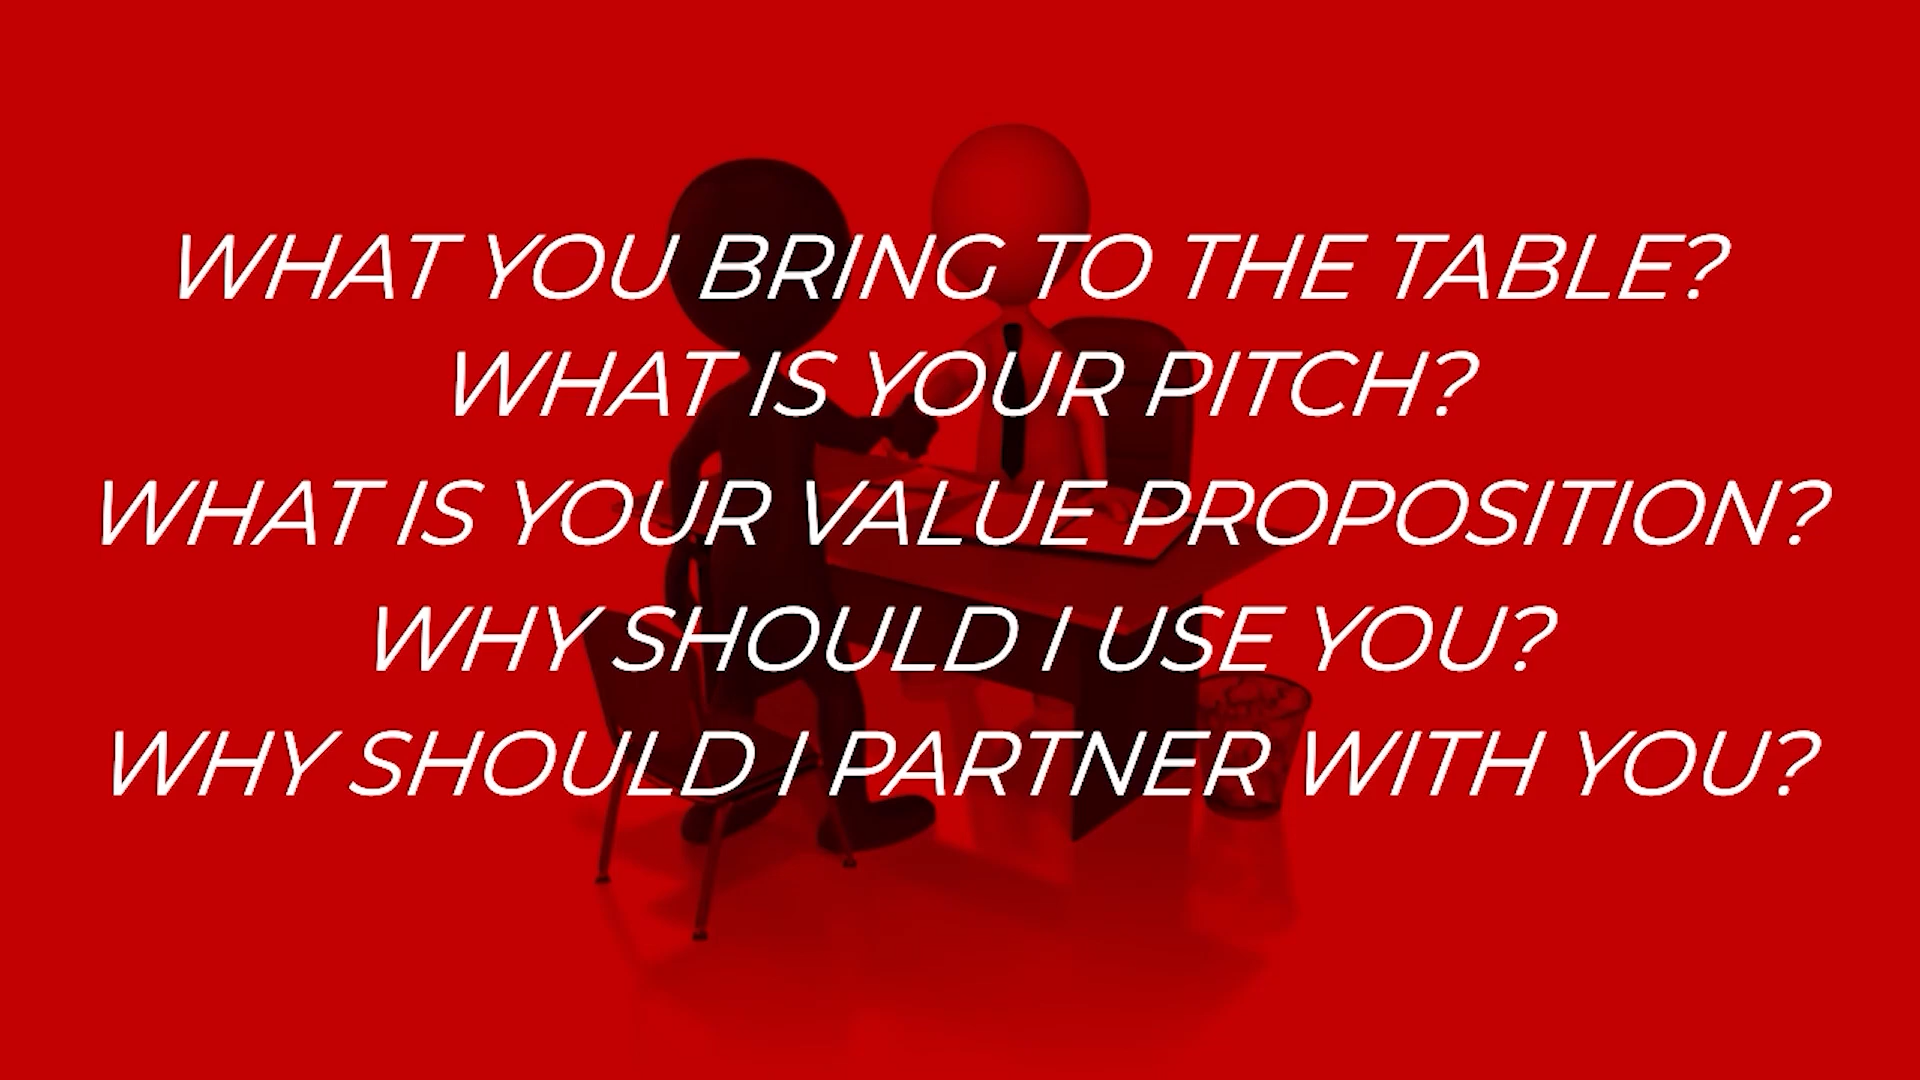 WHAT YOU BRING TO THE TABLE?
WHAT IS YOUR PITCH?
WHAT IS YOUR VALUE PROPOSITION?
WHY SHOULD I USE YOU?
WHY SHOULD I PARTNER WITH YOU?